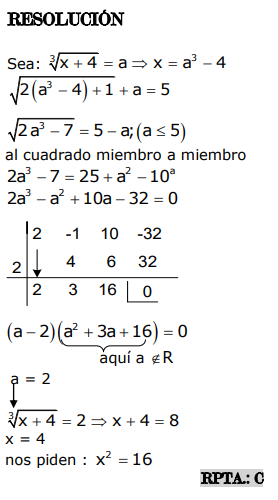 RESOLUCIÓN
Sea: ∛(x + 4) = a ⇒ x = a³ − 4
√(2(a³ − 4) + 1) + a = 5
√(2a³ − 7) = 5 − a; (a ≤ 5)
al cuadrado miembro a miembro
2a³ − 7 = 25 + a² − 10ᵃ
2a³ − a² + 10a − 32 = 0
2 -1 10 -32
2 ↓ 4 6 32
2 3 16 0
(a − 2)(a² + 3a + 16) = 0
aquí a ∉ R
a = 2
∛(x + 4) = 2 ⇒ x + 4 = 8
x = 4
nos piden : x² = 16
RPTA.: C